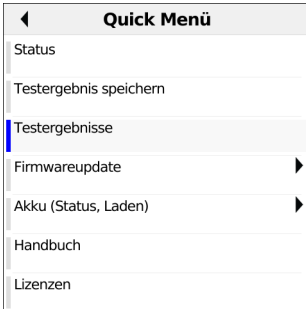 Quick Menü
Status
Testergebnis speichern
Testergebnisse
Firmwareupdate
Akku (Status, Laden)
Handbuch
Lizenzen